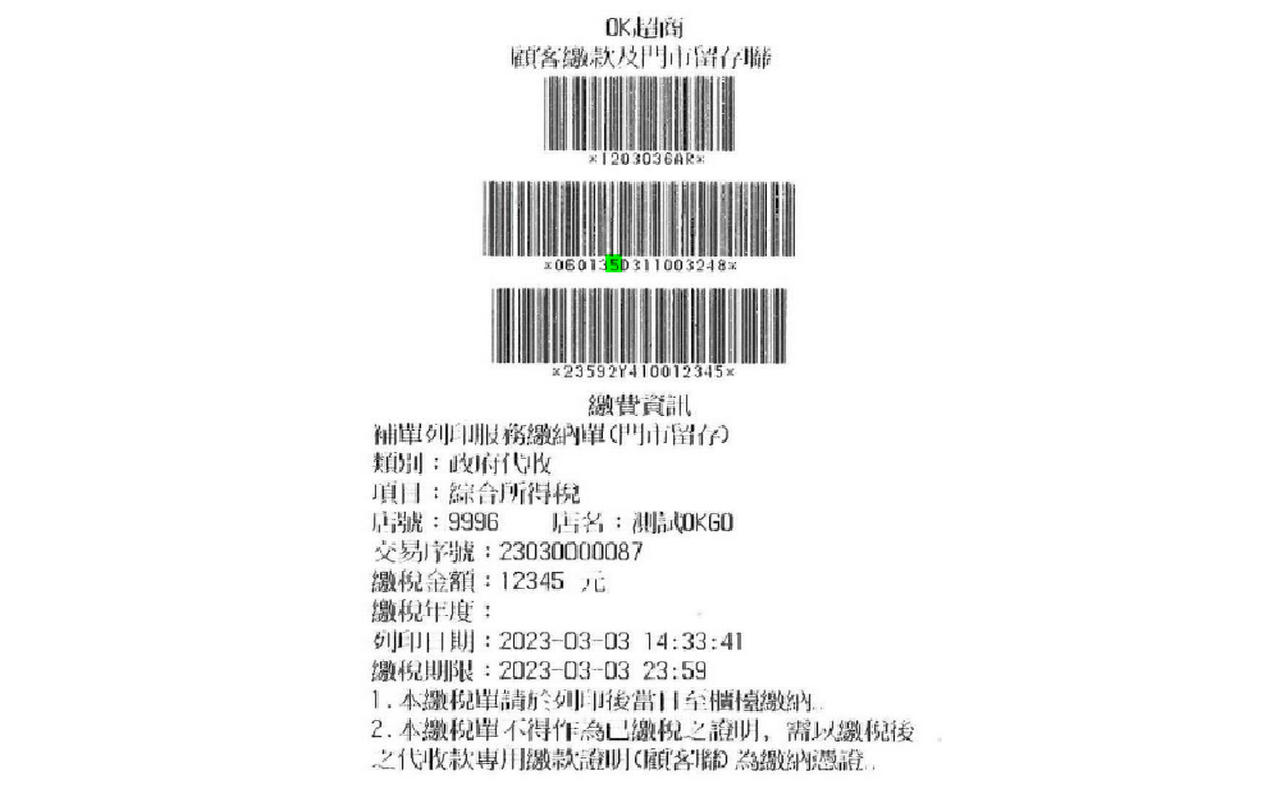 OK超商
顧客繳款及門市留存聯
*1203036AR*
*060135D311003248*
*23592Y410012345*
繳費資訊
補單列印服務繳納單(門市留存)
類別：政府代收
項目：綜合所得稅
店號：9996 店名：測試OKGO
交易序號：23030000087
繳稅金額：12345 元
繳稅年度：
列印日期：2023-03-03 14:33:41
繳稅期限：2023-03-03 23:59
1.本繳稅單請於列印後當日至櫃檯繳納。
2.本繳稅單不得作為已繳稅之證明，需以繳稅後
之代收款專用繳款證明(顧客聯)為繳納憑證。